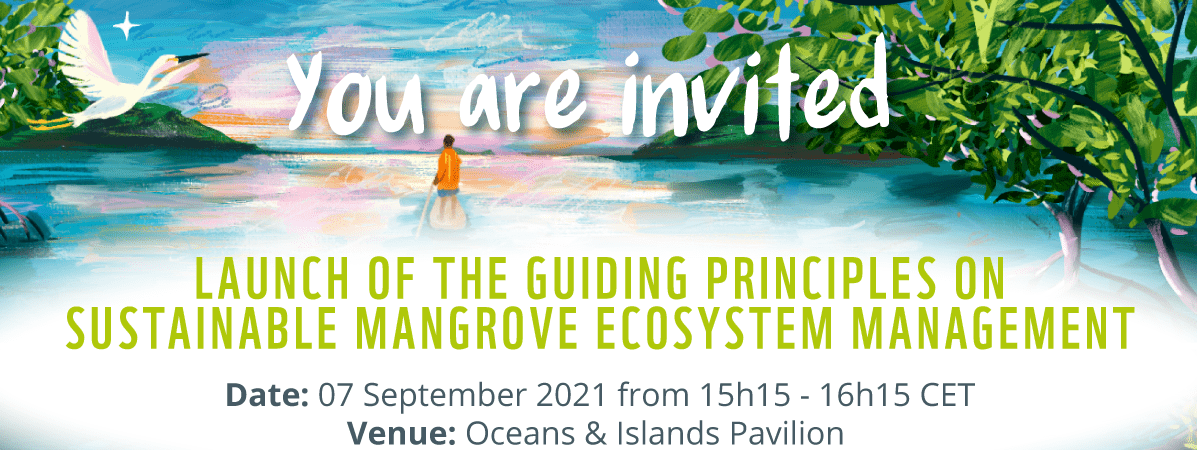 You are invited
LAUNCH OF THE GUIDING PRINCIPLES ON
SUSTAINABLE MANGROVE ECOSYSTEM MANAGEMENT
Date: 07 September 2021 from 15h15 - 16h15 CET
Venue: Oceans & Islands Pavilion